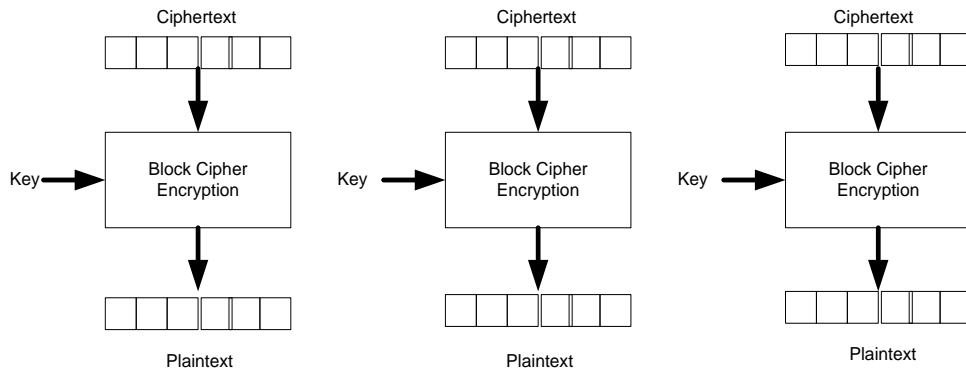 Ciphertext
Ciphertext
Ciphertext
Key
Block Cipher
Encryption
Key
Block Cipher
Encryption
Key
Block Cipher
Encryption
Plaintext
Plaintext
Plaintext